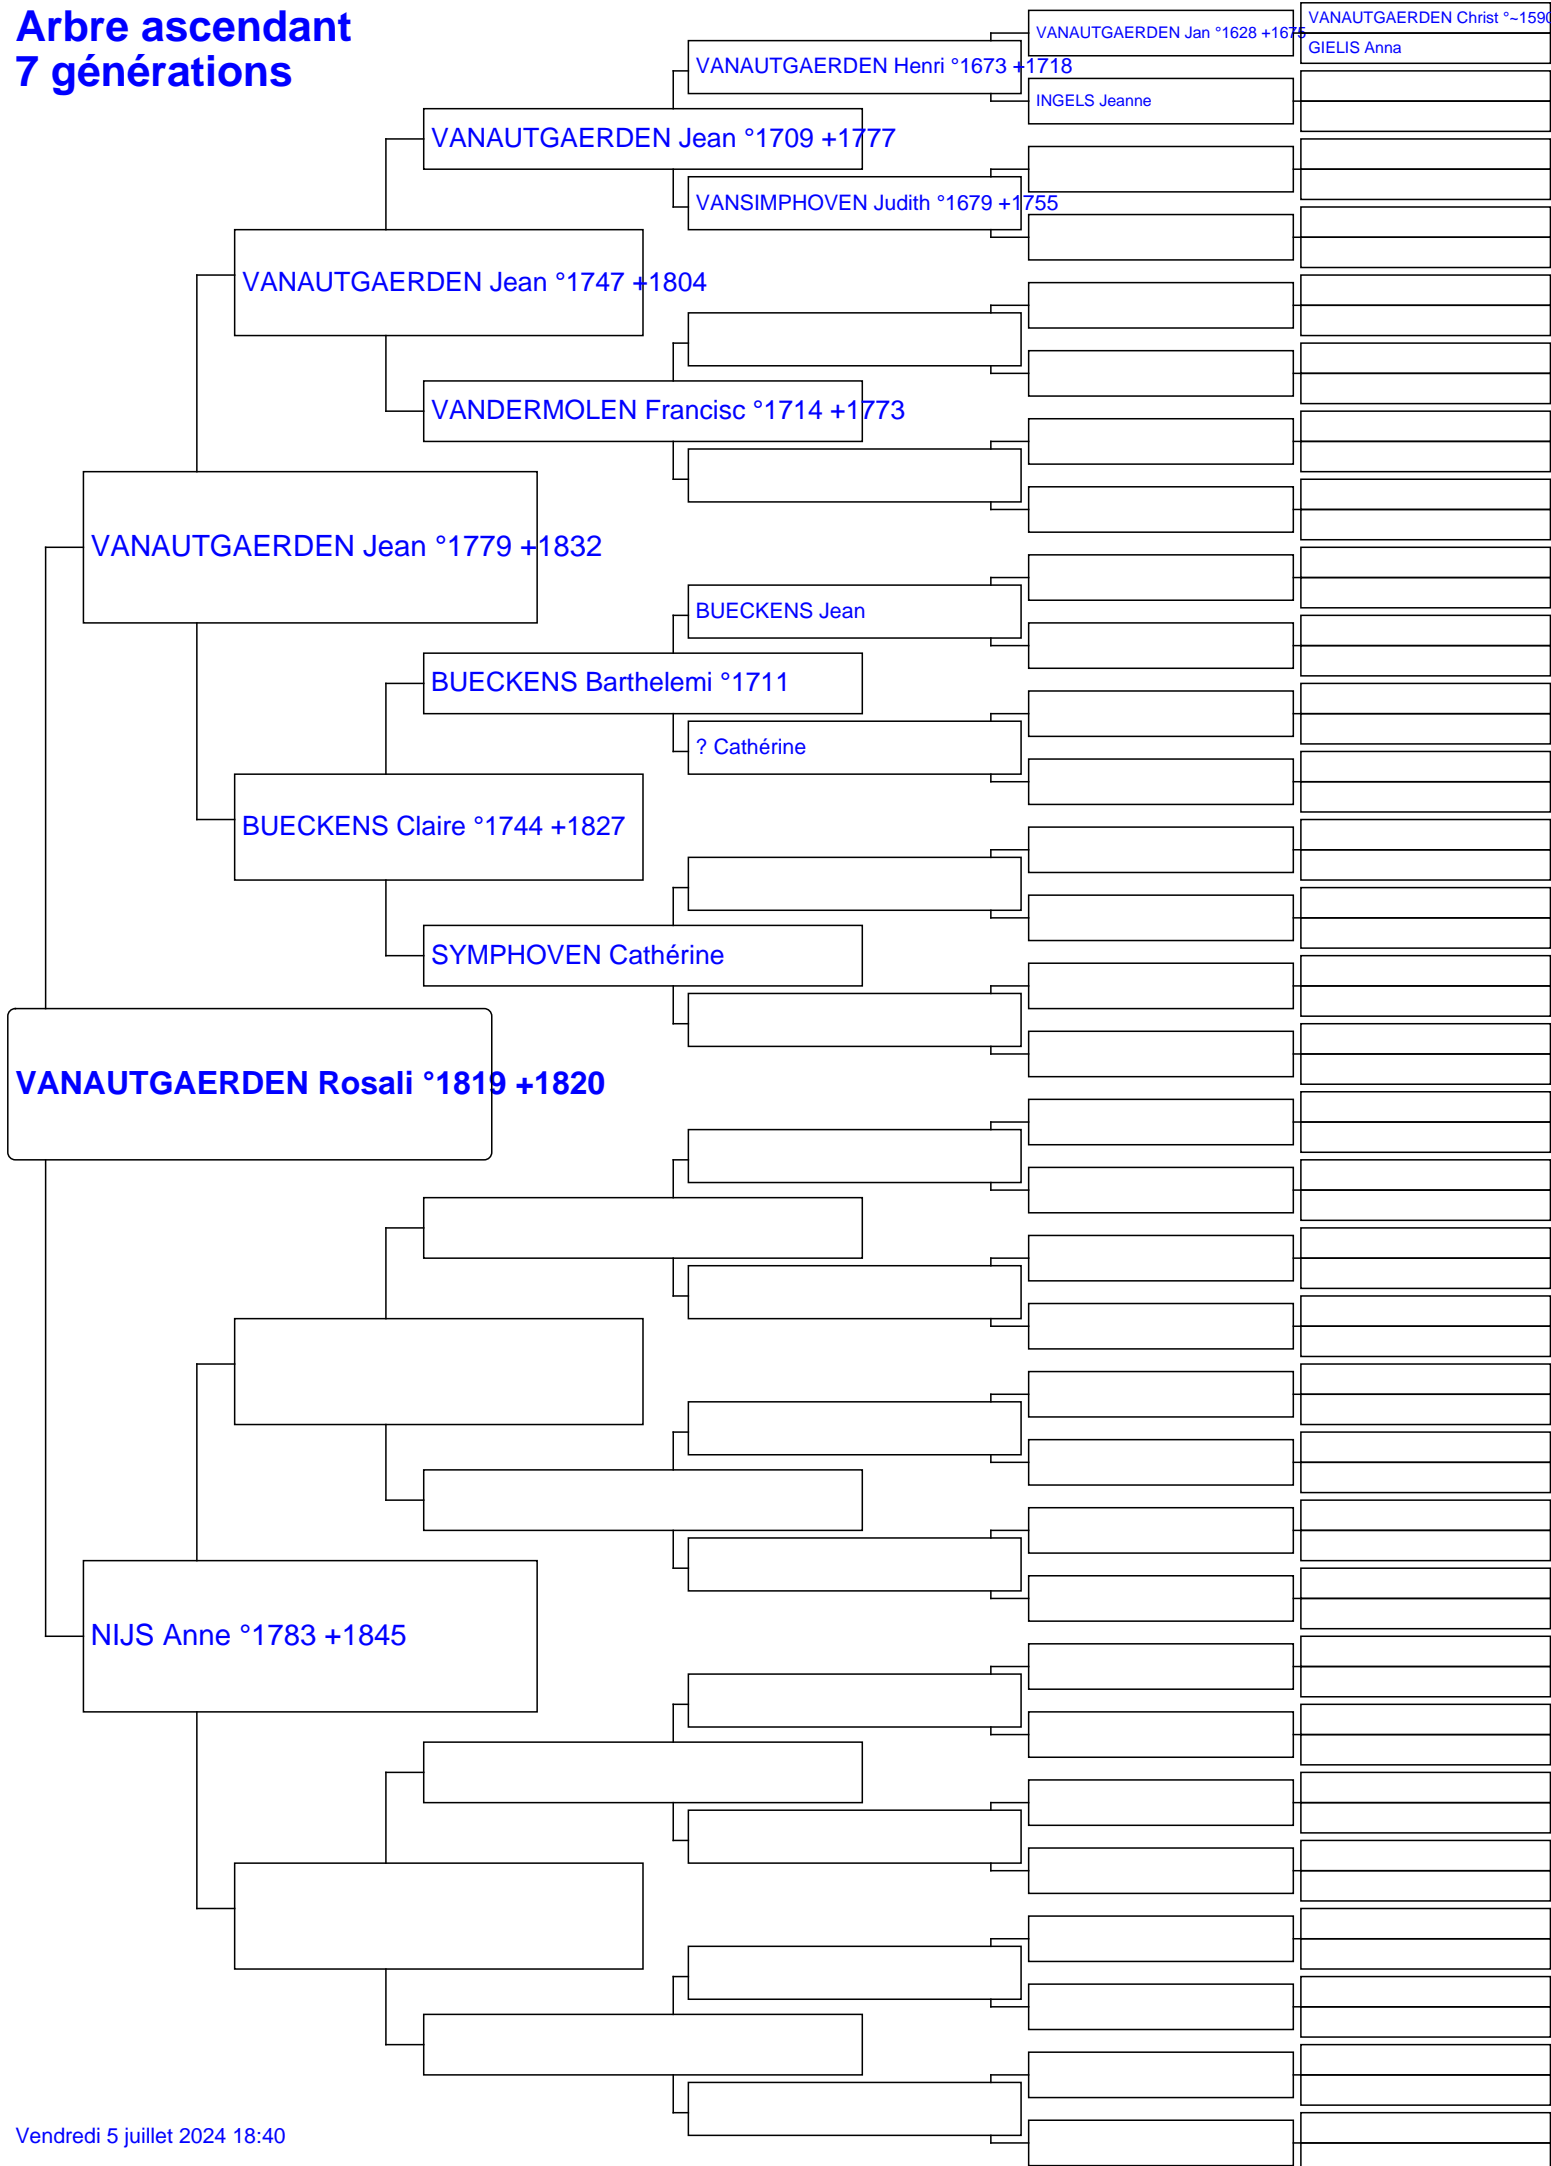 Arbre ascendant
7 générations
VANAUTGAERDEN Christ °~1590
VANAUTGAERDEN Jan °1628 +1675
GIELIS Anna
VANAUTGAERDEN Henri °1673 +1718
INGELS Jeanne
VANAUTGAERDEN Jean °1709 +1777
VANSIMPHOVEN Judith °1679 +1755
VANAUTGAERDEN Jean °1747 +1804
VANDERMOLEN Francisc °1714 +1773
VANAUTGAERDEN Jean °1779 +1832
BUECKENS Jean
BUECKENS Barthelemi °1711
? Cathérine
BUECKENS Claire °1744 +1827
SYMPHOVEN Cathérine
VANAUTGAERDEN Rosali °1819 +1820
NIJS Anne °1783 +1845
Vendredi 5 juillet 2024 18:40